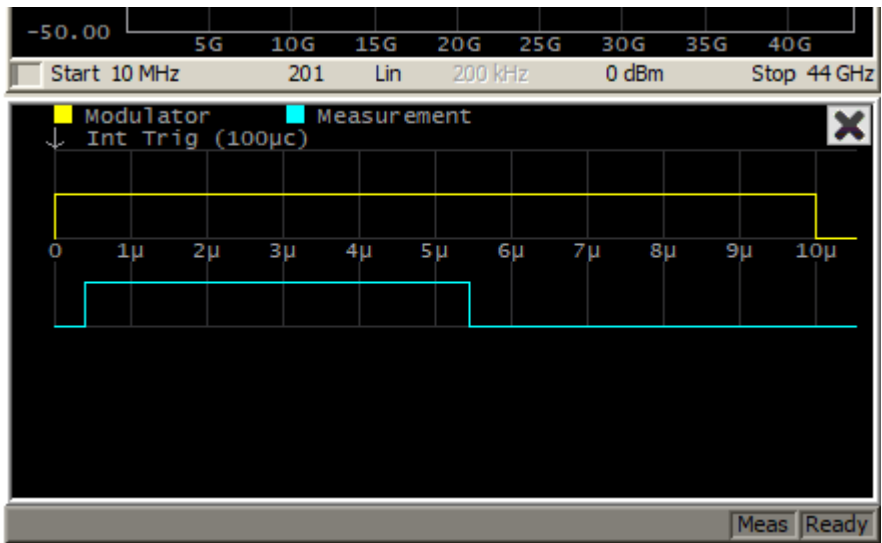 -50.00
5G 10G 15G 20G 25G 30G 35G 40G
Start 10 MHz 201 Lin 200 kHz 0 dBm Stop 44 GHz
Modulator Measurement
↓ Int Trig (100µc)
0 1µ 2µ 3µ 4µ 5µ 6µ 7µ 8µ 9µ 10µ
Meas Ready